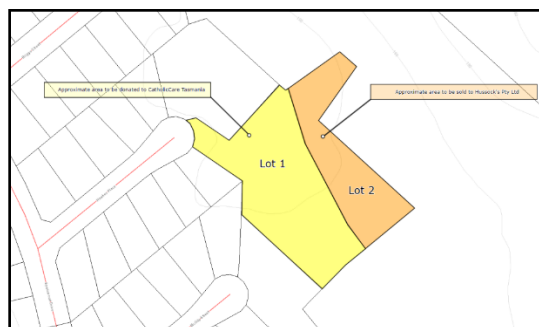 Approximate area to be donated to CatholicCare Tasmania
Approximate area to be sold to Mussock's Pty Ltd
Lot 1
Lot 2